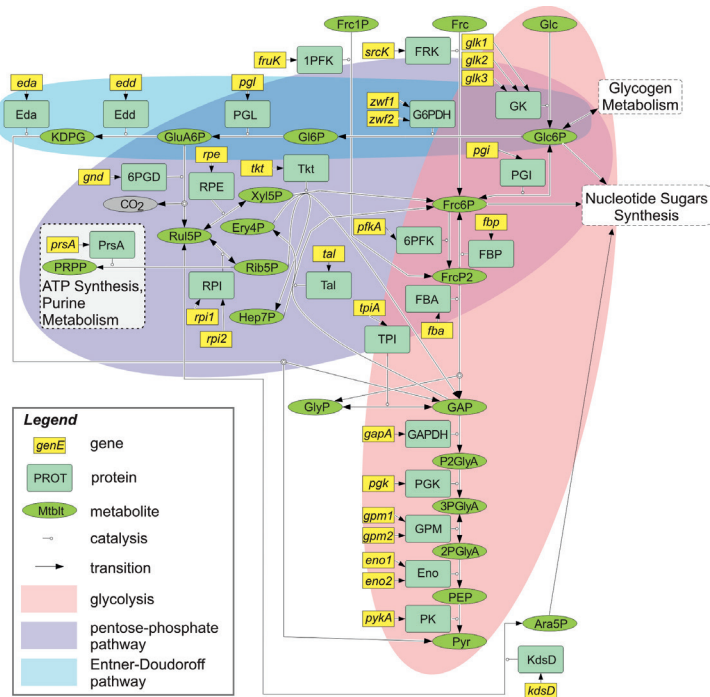 Frc1P
Frc
Glc
fruK
1PFK
srcK
FRK
glk1
glk2
glk3
GK
Glycogen
Metabolism
eda
edd
pgl
Eda
Edd
PGL
zwf1
zwf2
G6PDH
KDPG
GluA6P
Gl6P
Glc6P
gnd
6PGD
rpe
RPE
tkt
Tkt
pgi
PGI
CO2
Xyl5P
Frc6P
Nucleotide Sugars
Synthesis
Rul5P
Ery4P
pfkA
6PFK
fbp
FBP
prsA
PrsA
PRPP
ATP Synthesis,
Purine
Metabolism
Rib5P
RPI
rpi1
rpi2
Hep7P
tal
Tal
FrcP2
FBA
fba
tpiA
TPI
GlyP
GAP
gapA
GAPDH
P2GlyA
pgk
PGK
3PGlyA
gpm1
gpm2
GPM
2PGlyA
eno1
eno2
Eno
PEP
pykA
PK
Pyr
Ara5P
KdsD
kdsD
Legend
genE
gene
PROT
protein
Mtblt
metabolite
catalysis
transition
glycolysis
pentose-phosphate
pathway
Entner-Doudoroff
pathway